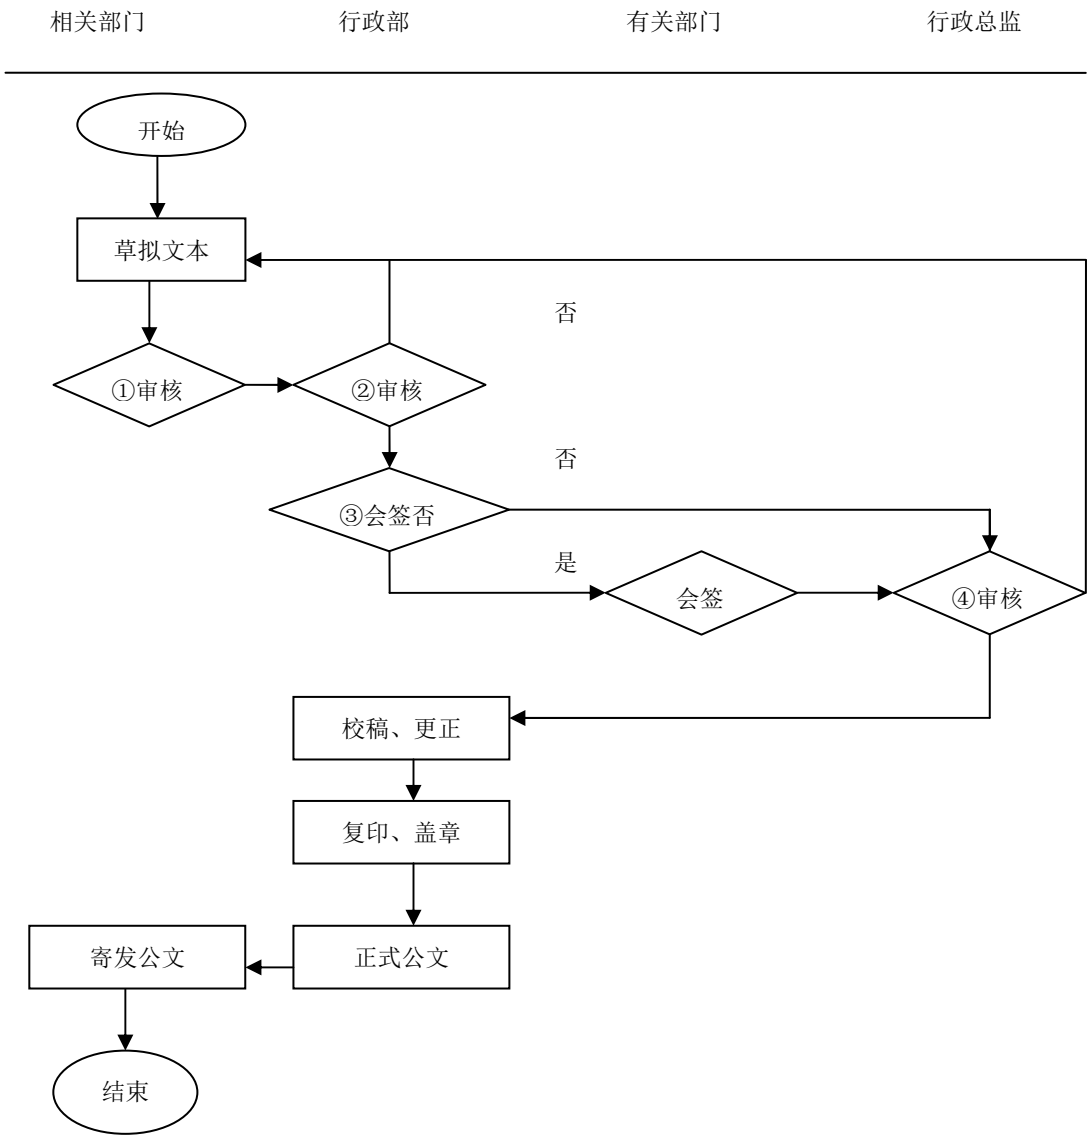 相关部门 行政部 有关部门 行政总监
开始
草拟文本
否
①审核 ②审核
否
③会签否
是
会签 ④审核
校稿、更正
复印、盖章
寄发公文 正式公文
结束